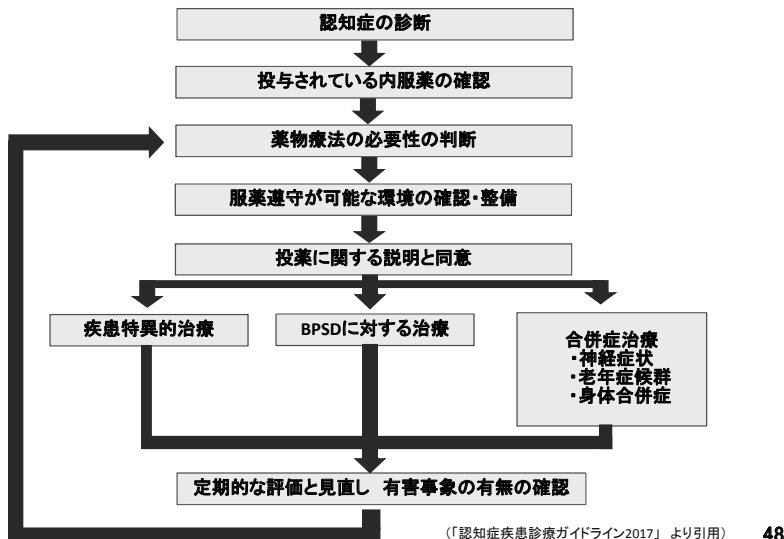 認知症の診断
投与されている内服薬の確認
薬物療法の必要性の判断
服薬遵守が可能な環境の確認・整備
投薬に関する説明と同意
疾患特異的治療
BPSDに対する治療
合併症治療
・神経症状
・老年症候群
・身体合併症
定期的な評価と見直し 有害事象の有無の確認
(「認知症疾患診療ガイドライン2017」 より引用)
48